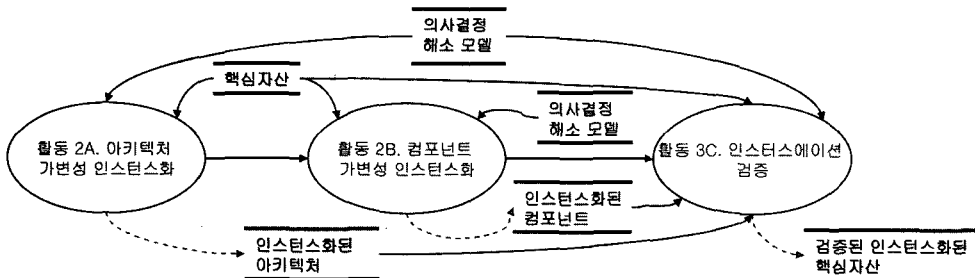 의사결정
해소 모델
핵심자산
의사결정
해소 모델
활동 2A. 아키텍처
가변성 인스턴스화
활동 2B. 컴포넌트
가변성 인스턴스화
활동 3C. 인스터스에이션
검증
인스턴스화된
컴포넌트
인스턴스화된
아키텍처
검증된 인스턴스화된
핵심자산